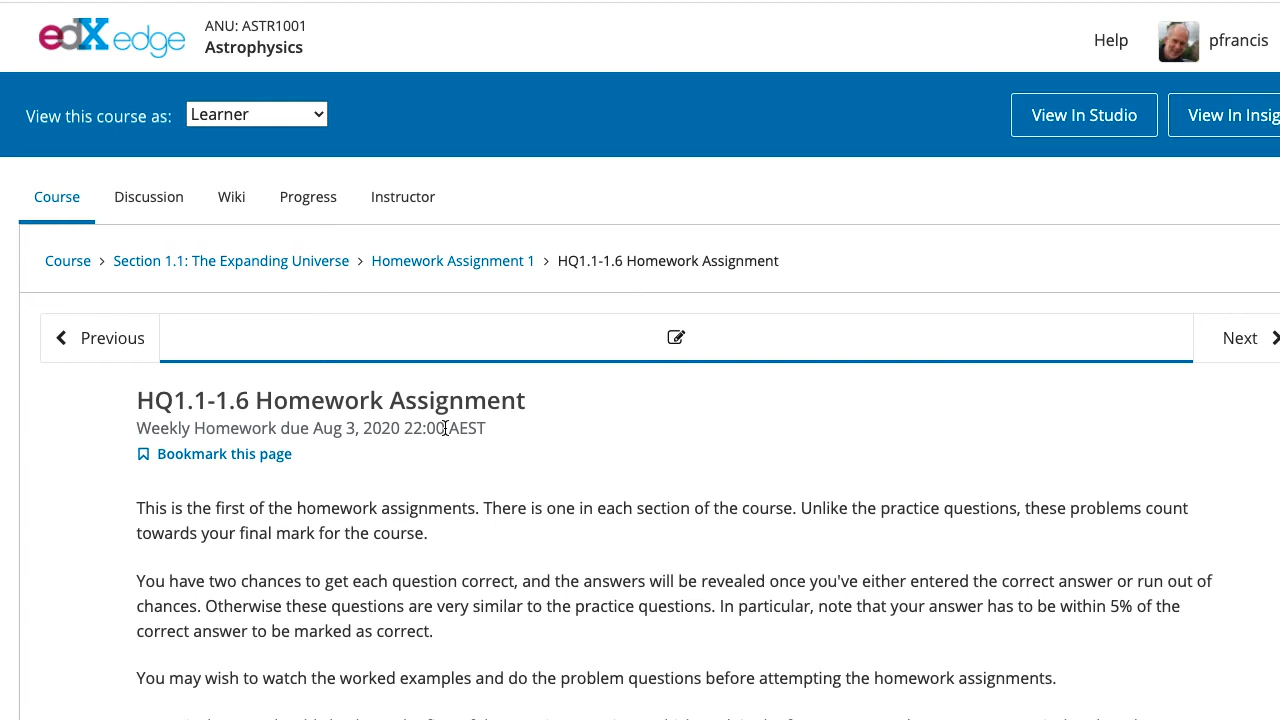 edX edge
ANU: ASTR1001
Astrophysics
Help
pfrancis
View this course as:
Learner
View In Studio
View In Insig
Course
Discussion
Wiki
Progress
Instructor
Course > Section 1.1: The Expanding Universe > Homework Assignment 1 > HQ1.1-1.6 Homework Assignment
Previous
Next
HQ1.1-1.6 Homework Assignment
Weekly Homework due Aug 3, 2020 22:00 AEST
Bookmark this page
This is the first of the homework assignments. There is one in each section of the course. Unlike the practice questions, these problems count
towards your final mark for the course.
You have two chances to get each question correct, and the answers will be revealed once you've either entered the correct answer or run out of
chances. Otherwise these questions are very similar to the practice questions. In particular, note that your answer has to be within 5% of the
correct answer to be marked as correct.
You may wish to watch the worked examples and do the problem questions before attempting the homework assignments.